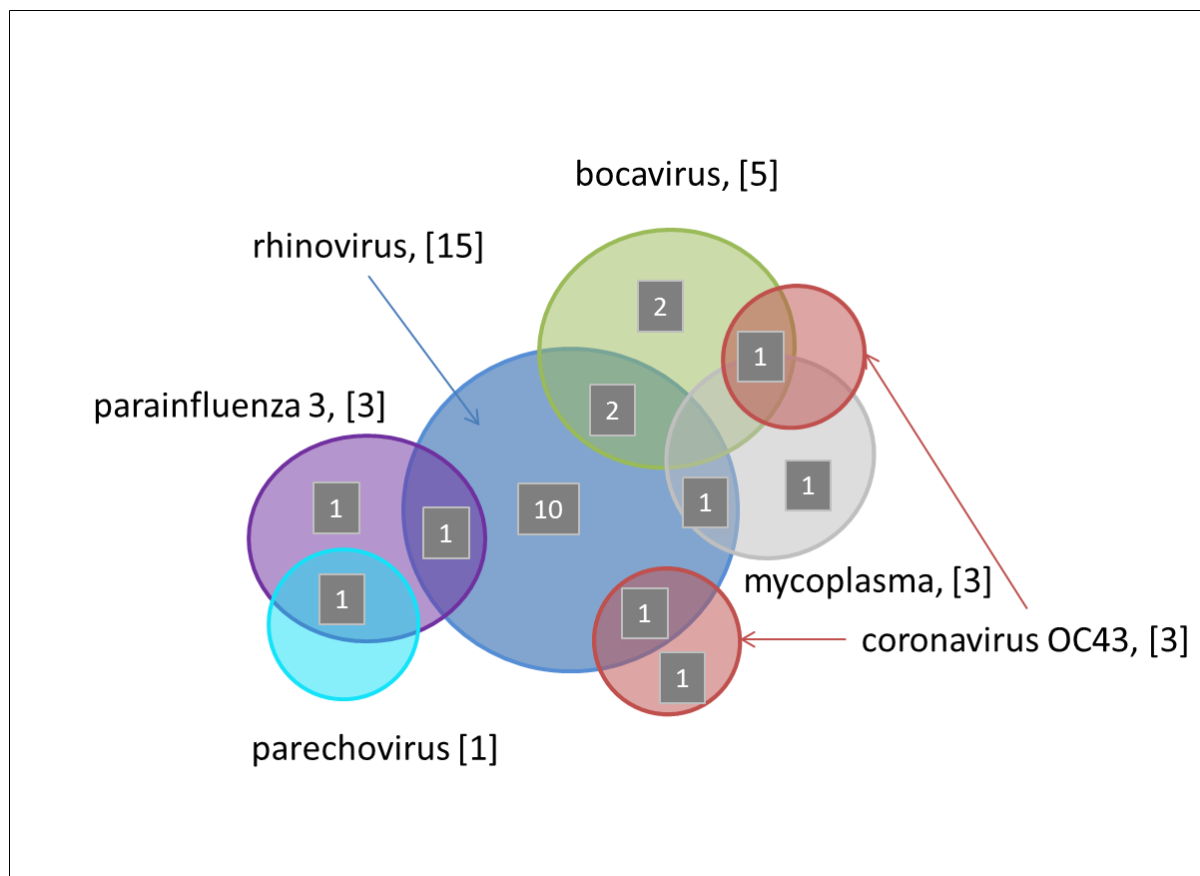 bocavirus, [5]
rhinovirus, [15]
2
1
parainfluenza 3, [3]
2
1
1
1
10
1
1
mycoplasma, [3]
1
coronavirus OC43, [3]
1
parechovirus [1]